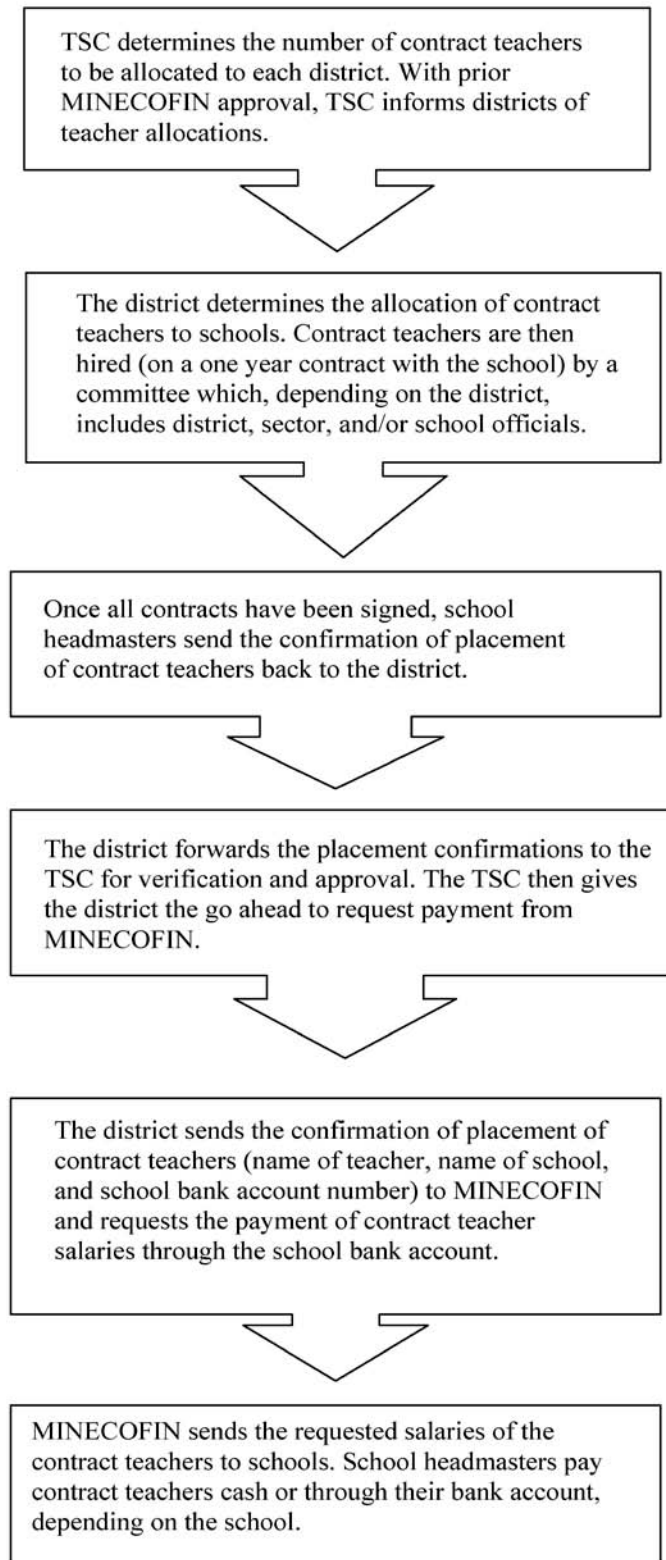 TSC determines the number of contract teachers
to be allocated to each district. With prior
MINECOFIN approval, TSC informs districts of
teacher allocations.
The district determines the allocation of contract
teachers to schools. Contract teachers are then
hired (on a one year contract with the school) by a
committee which, depending on the district,
includes district, sector, and/or school officials.
Once all contracts have been signed, school
headmasters send the confirmation of placement
of contract teachers back to the district.
The district forwards the placement confirmations to the
TSC for verification and approval. The TSC then gives
the district the go ahead to request payment from
MINECOFIN.
The district sends the confirmation of placement of
contract teachers (name of teacher, name of school,
and school bank account number) to MINECOFIN
and requests the payment of contract teacher
salaries through the school bank account.
MINECOFIN sends the requested salaries of the
contract teachers to schools. School headmasters pay
contract teachers cash or through their bank account,
depending on the school.